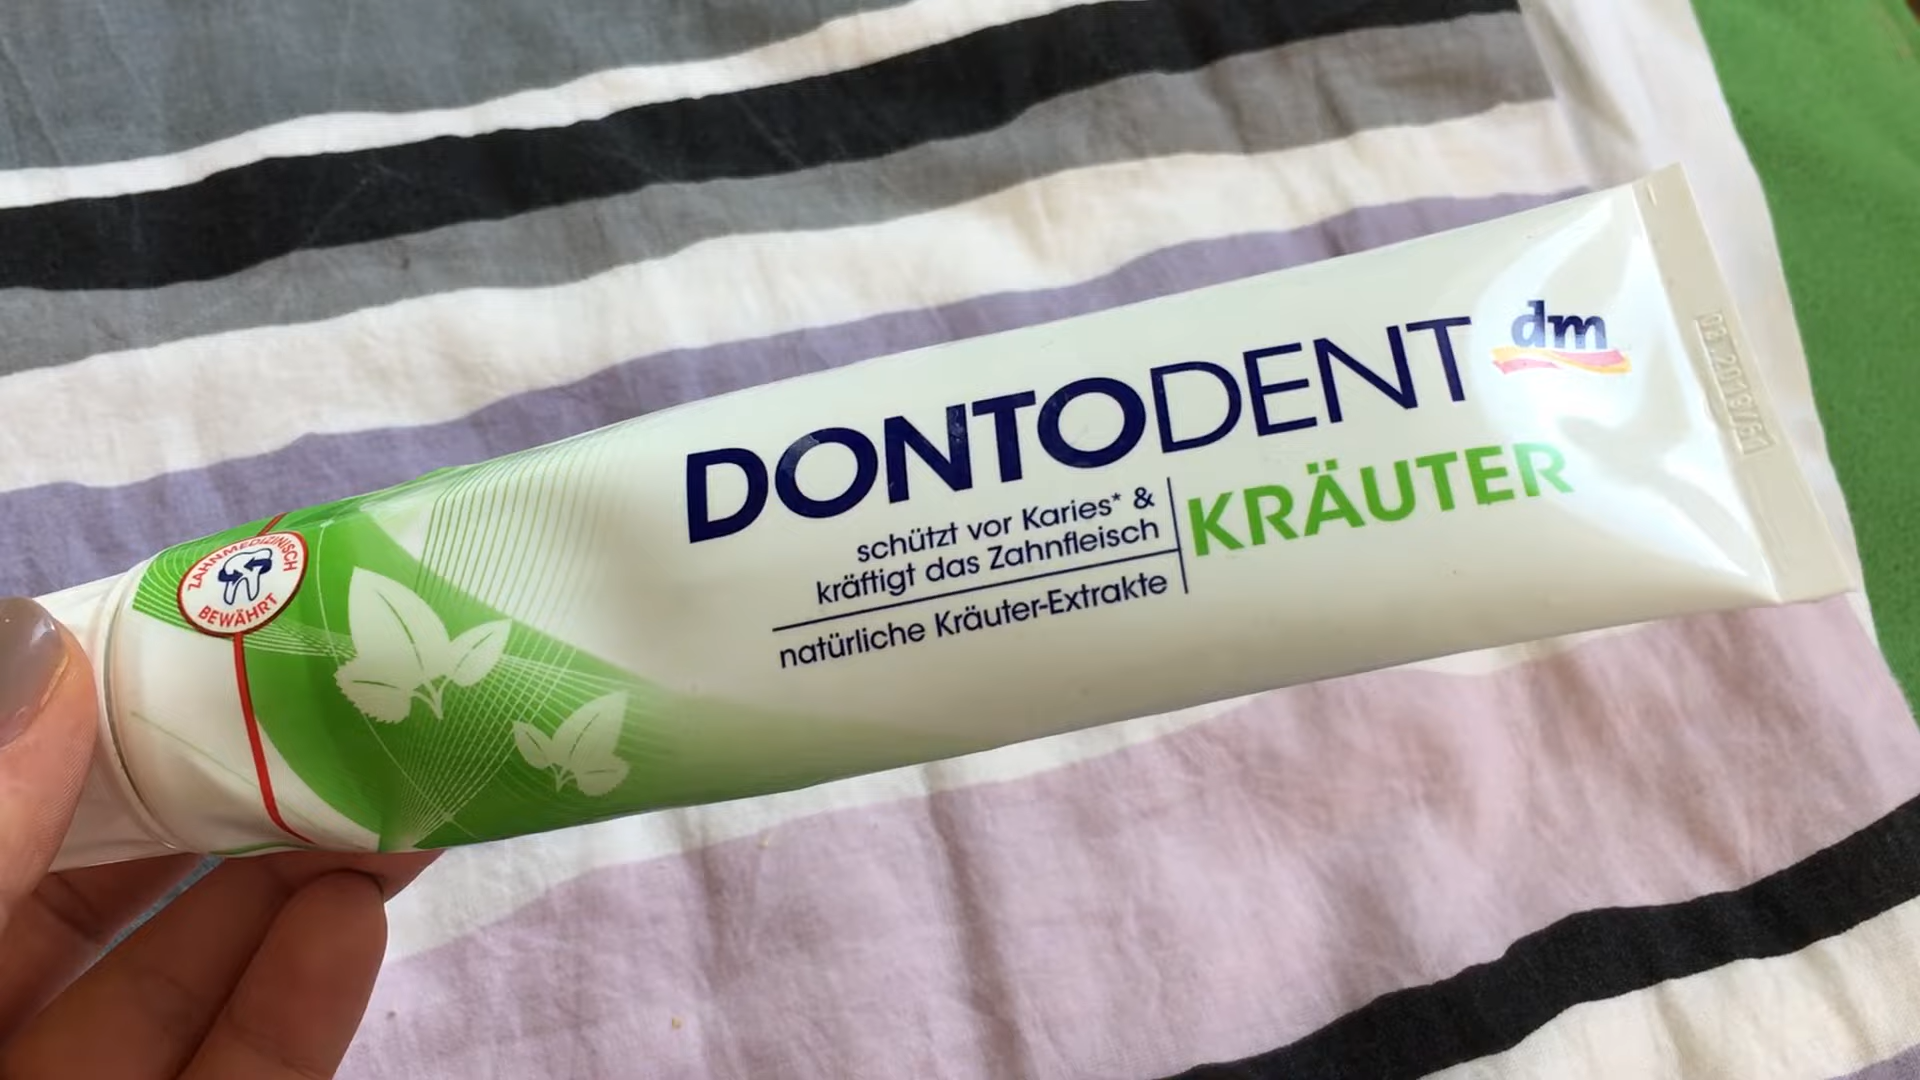 dm
DONTODENT
KRÄUTER
schützt vor Karies* &
kräftigt das Zahnfleisch
natürliche Kräuter-Extrakte
ZAHNMEDIZINISCH
BEWÄHRT